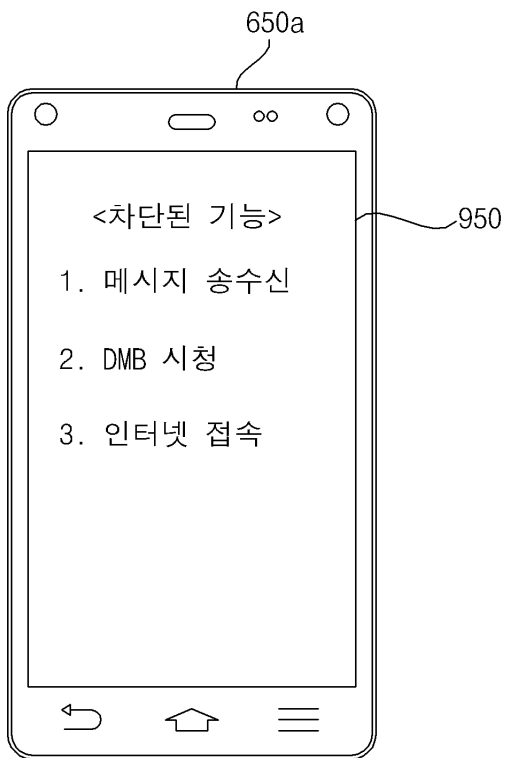 650a
<차단된 기능>
950
1. 메시지 송수신
2. DMB 시청
3. 인터넷 접속